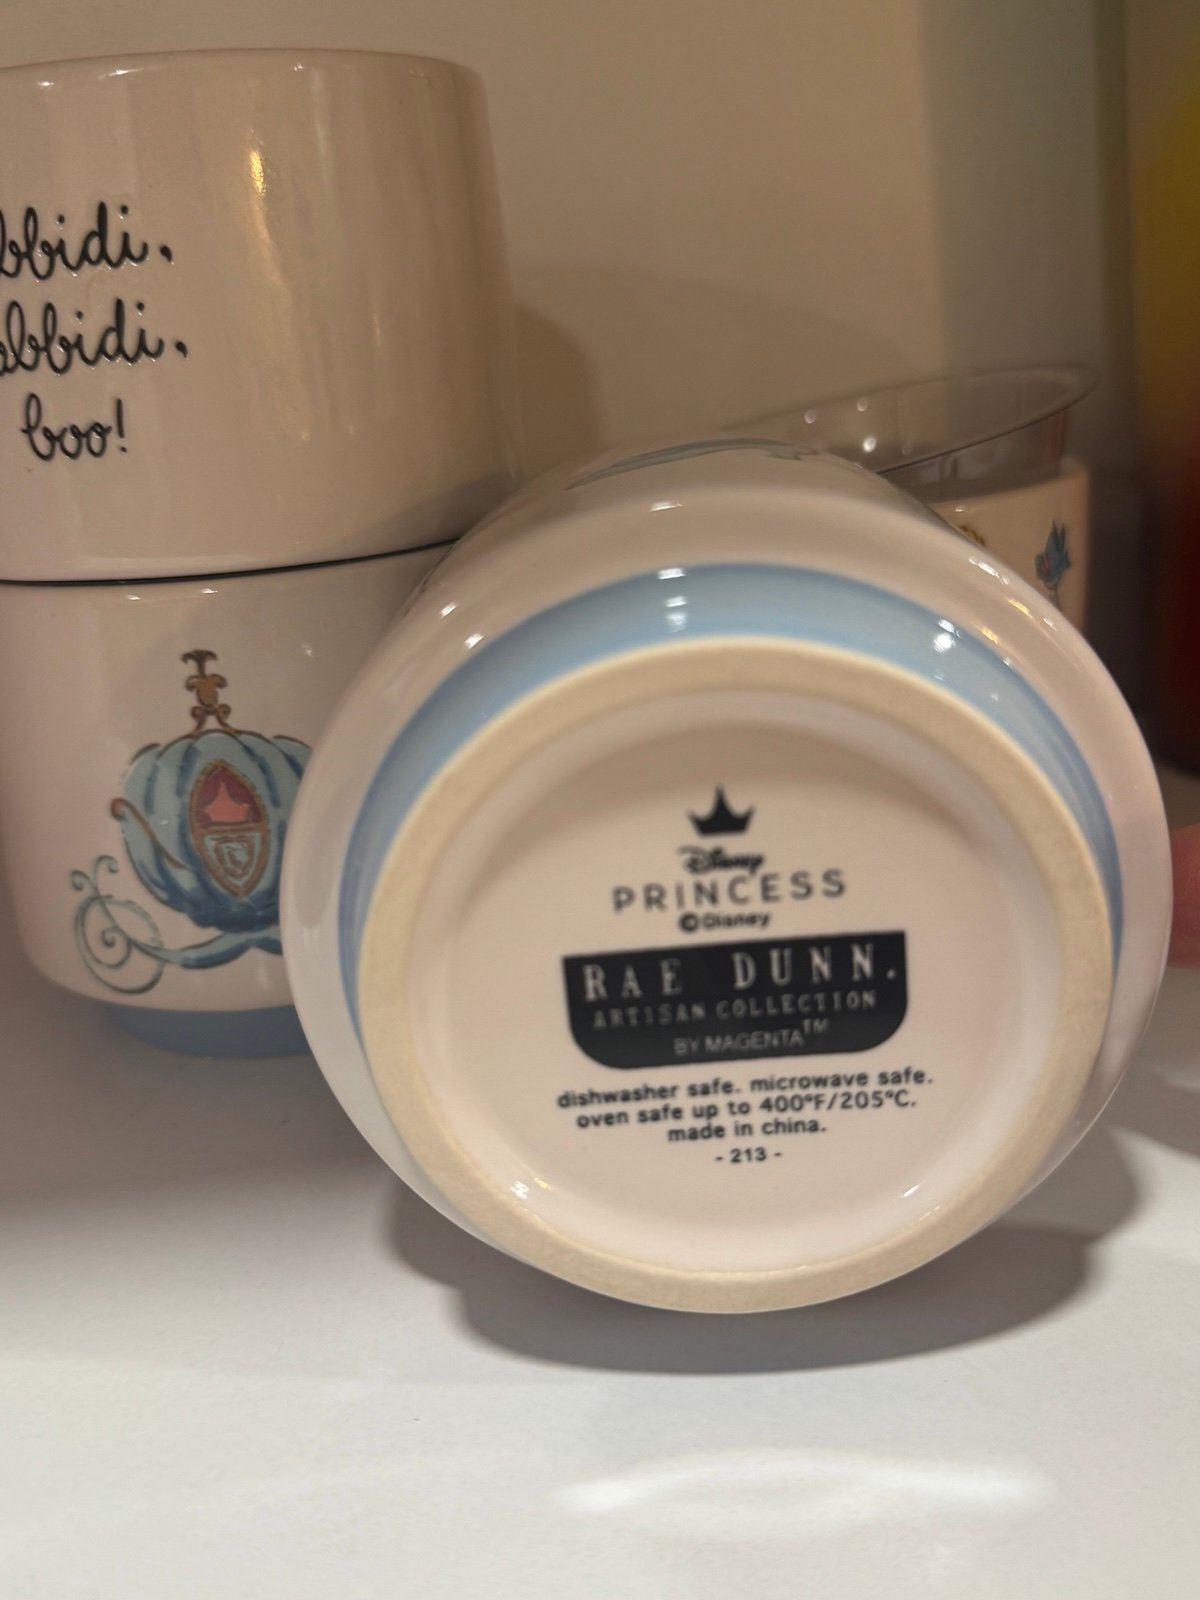 bbidi,
obbidi,
boo!
Disney
PRINCESS
©Disney
RAE DUNN.
ARTISAN COLLECTION
BY MAGENTA™
dishwasher safe. microwave safe.
oven safe up to 400°F/205°C.
made in china.
- 213 -